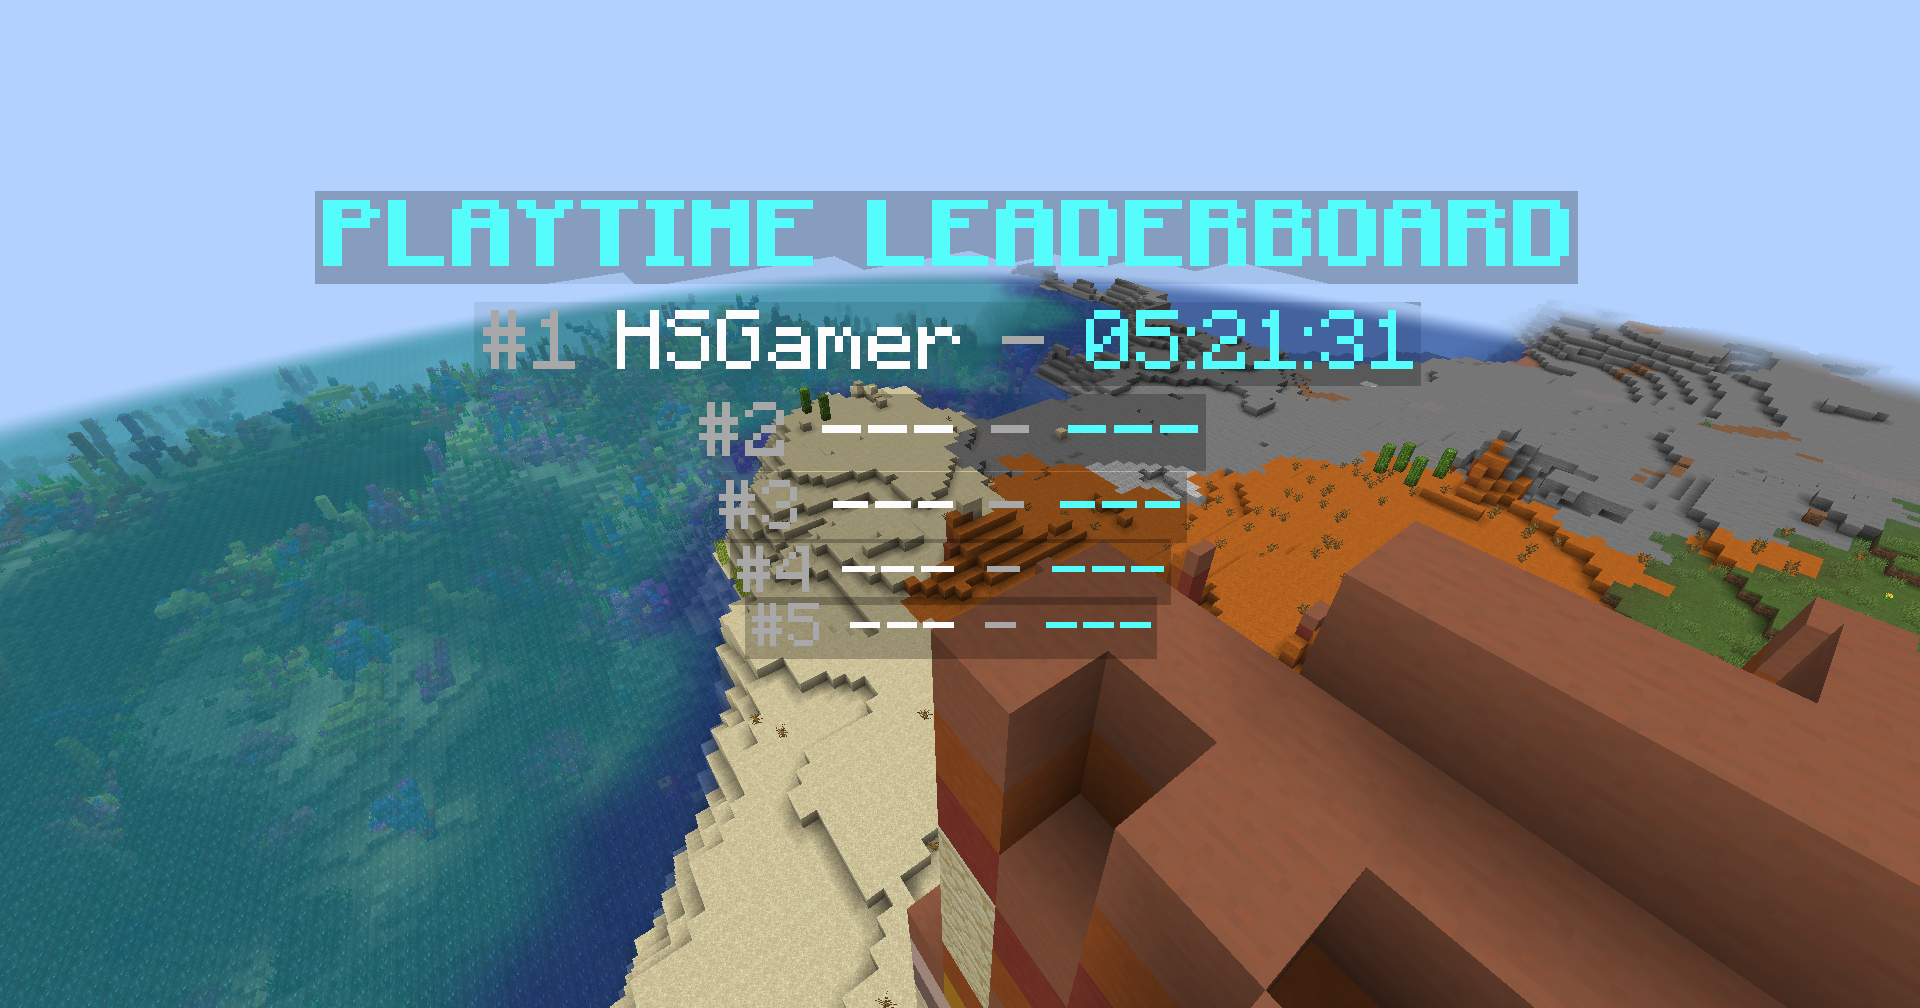 PLAYTIME LEADERBOARD
#1 HSGamer - 05:21:31
#2 --- - ---
#3 --- - ---
#4 --- - ---
#5 --- - ---